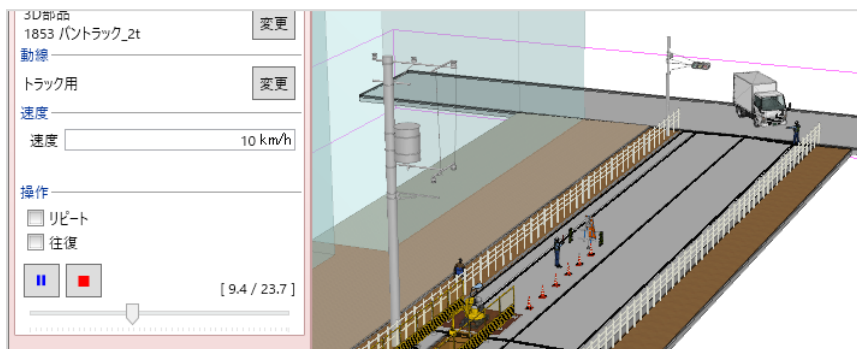 3D部品
1853 バントラック_2t
変更
動線
トラック用
変更
速度
速度
10 km/h
操作
リピート
往復
[ 9.4 / 23.7 ]